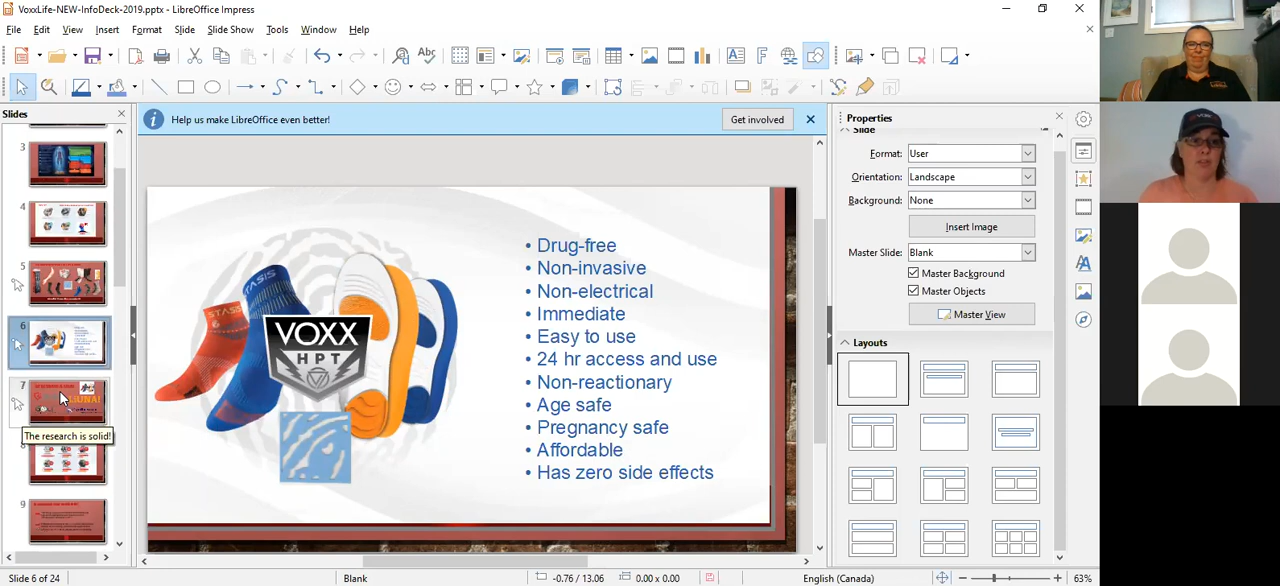 VoxxLife-NEW-InfoDeck-2019.pptx - LibreOffice Impress
File Edit View Insert Format Slide Slide Show Tools Window Help
Slides
Help us make LibreOffice even better!
Get involved
Properties
Slide
Format: User
Orientation: Landscape
Background: None
Insert Image
Master Slide: Blank
Master Background
Master Objects
Master View
Layouts
3
4
5
6
7
The research is solid!
9
STASIS
STASIS
VOXX
HPT
• Drug-free
• Non-invasive
• Non-electrical
• Immediate
• Easy to use
• 24 hr access and use
• Non-reactionary
• Age safe
• Pregnancy safe
• Affordable
• Has zero side effects
VOXX
Slide 6 of 24
Blank
-0.76 / 13.06
0.00 x 0.00
English (Canada)
63%